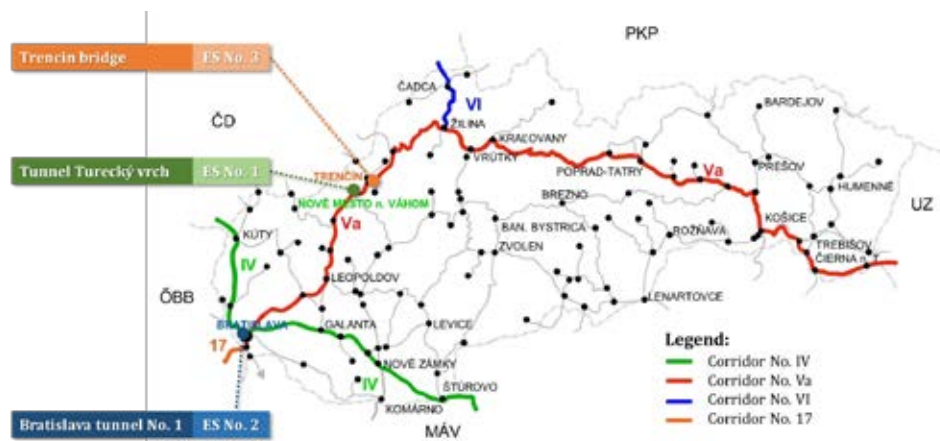 PKP
Trencin bridge ES No. 3
ČADCA
VI
BARDEJOV
ČD
ŽILINA
KRAĽOVANY
VRÚTKY
PREŠOV
Tunnel Turecký vrch ES No. 1
TRENČÍN
POPRAD-TATRY
Va
HUMENNÉ
NOVÉ MESTO n. VÁHOM
BREZNO
UZ
Va
BAN. BYSTRICA
ROŽŇAVA
KOŠICE
KÚTY
ZVOLEN
TREBIŠOV
IV
ČIERNA n. T
LEOPOLDOV
ÖBB
LENARTOVCE
BRATISLAVA
GALANTA
LEVICE
17
Legend:
NOVÉ ZÁMKY
Corridor No. IV
IV
Corridor No. Va
ŠTÚROVO
Corridor No. VI
KOMÁRNO
Corridor No. 17
Bratislava tunnel No. 1 ES No. 2
MÁV